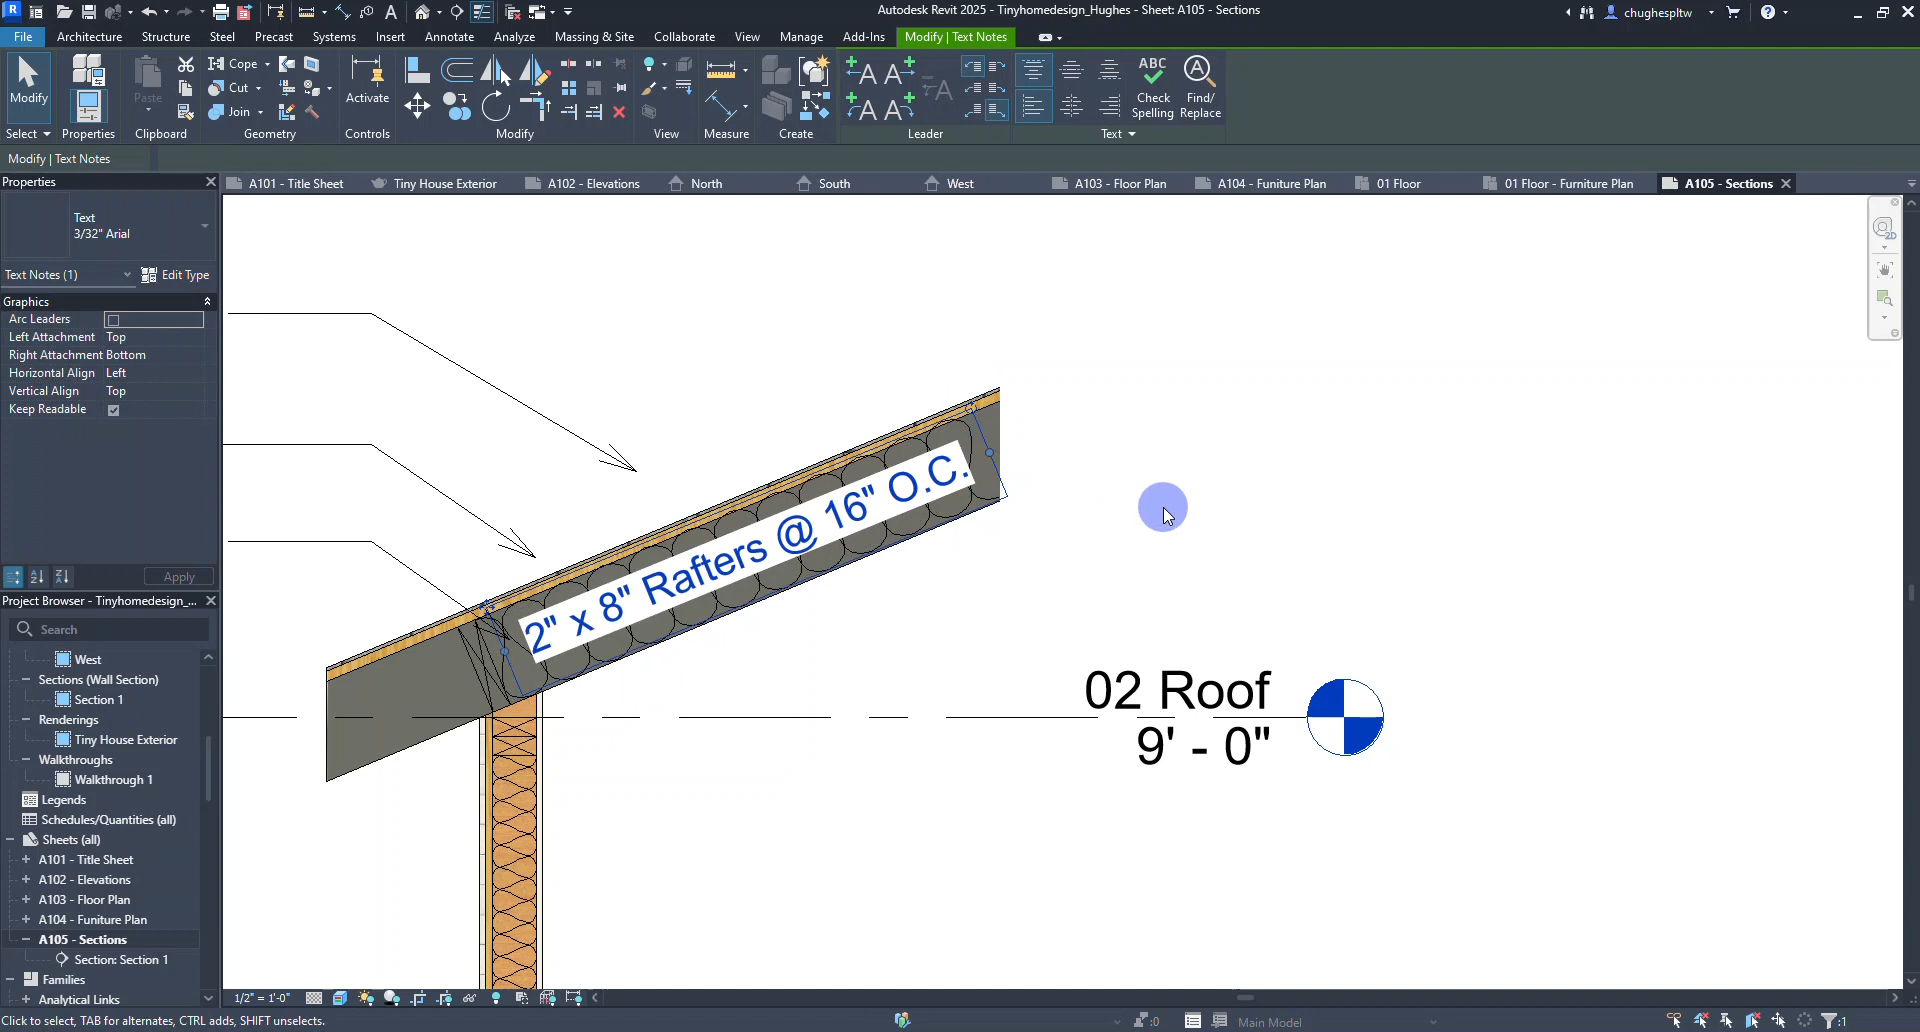 Autodesk Revit 2025 - Tinyhomedesign_Hughes - Sheet: A105 - Sections
chughespltw
File Architecture Structure Steel Precast Systems Insert Annotate Analyze Massing & Site Collaborate View Manage Add-Ins Modify | Text Notes
Modify
Select
Properties
Paste
Clipboard
Cope
Cut
Join
Geometry
Activate
Controls
Modify
View
Measure
Create
Leader
ABC
Check
Spelling
Find/
Replace
Text
Modify | Text Notes
Properties
A101 - Title Sheet
Tiny House Exterior
A102 - Elevations
North
South
West
A103 - Floor Plan
A104 - Funiture Plan
01 Floor
01 Floor - Furniture Plan
A105 - Sections
2D
Text
3/32" Arial
Text Notes (1)
Edit Type
Graphics
Arc Leaders
Left Attachment Top
Right Attachment Bottom
Horizontal Align Left
Vertical Align Top
Keep Readable
Apply
Project Browser - Tinyhomedesign_...
Search
West
Sections (Wall Section)
Section 1
Renderings
Tiny House Exterior
Walkthroughs
Walkthrough 1
Legends
Schedules/Quantities (all)
Sheets (all)
A101 - Title Sheet
A102 - Elevations
A103 - Floor Plan
A104 - Funiture Plan
A105 - Sections
Section: Section 1
Families
Analytical Links
2" x 8" Rafters @ 16" O.C.
02 Roof
9' - 0"
1/2" = 1'-0"
Click to select, TAB for alternates, CTRL adds, SHIFT unselects.
:0
Main Model
:1